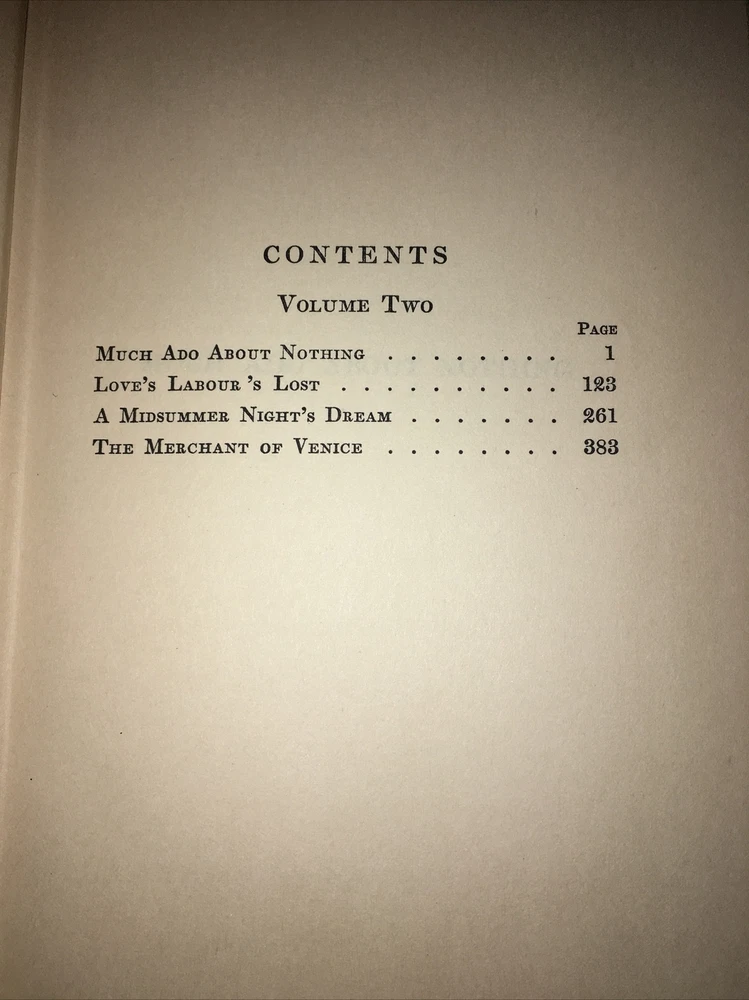 CONTENTS
VOLUME TWO
PAGE
MUCH ADO ABOUT NOTHING . . . . . . . . 1
LOVE'S LABOUR 'S LOST . . . . . . . . . . 123
A MIDSUMMER NIGHT'S DREAM . . . . . . . 261
THE MERCHANT OF VENICE . . . . . . . . 383